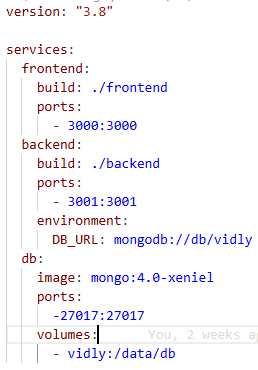 version: "3.8"
services:
  frontend:
    build: ./frontend
    ports:
      - 3000:3000
  backend:
    build: ./backend
    ports:
      - 3001:3001
    environment:
      DB_URL: mongodb://db/vidly
  db:
    image: mongo:4.0-xeniel
    ports:
      -27017:27017
    volumes: You, 2 weeks ag
      - vidly:/data/db